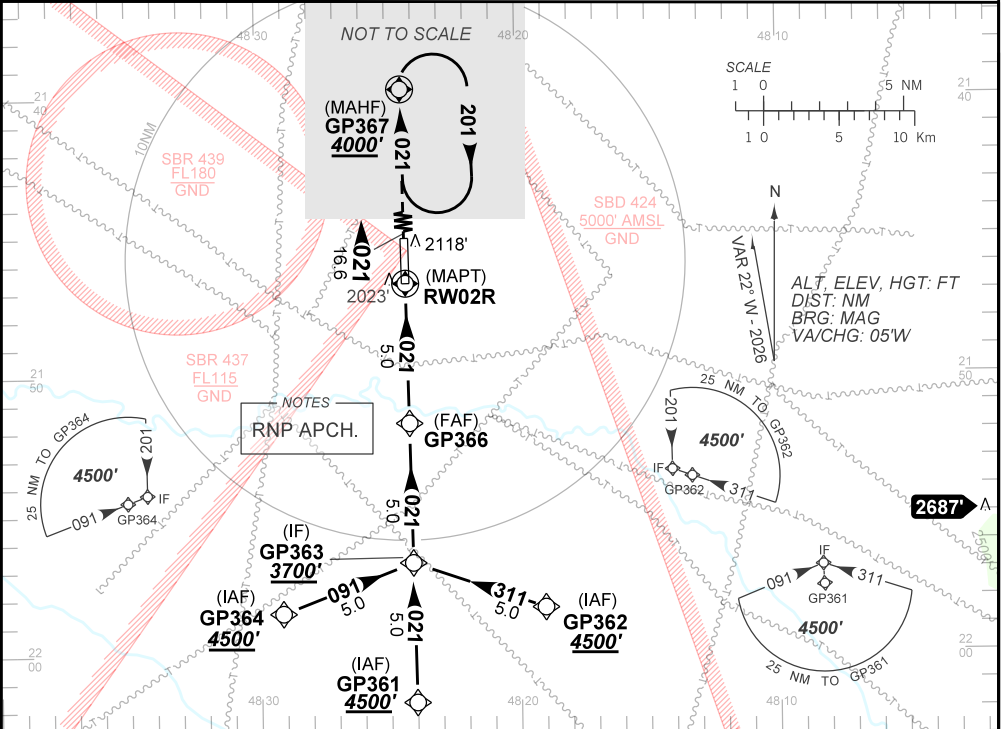 NOT TO SCALE
48 30
48 20
48 10
SCALE
1 0 5 NM
1 0 5 10 Km
21 40
21 40
10NM
(MAHF)
GP367
4000'
201
021
SBR 439
FL180
GND
SBD 424
5000' AMSL
GND
N
VAR 22° W - 2026
ALT, ELEV, HGT: FT
DIST: NM
BRG: MAG
VA/CHG: 05'W
021
16.6
2118'
2023'
(MAPT)
RW02R
021
5.0
SBR 437
FL115
GND
21 50
21 50
NOTES
RNP APCH.
(FAF)
GP366
25 NM TO GP364
4500'
201
091
IF
GP364
25 NM TO GP362
4500'
201
IF
GP362
311
2687'
2500
021
5.0
(IF)
GP363
3700'
091
5.0
311
5.0
(IAF)
GP364
4500'
(IAF)
GP362
4500'
021
5.0
(IAF)
GP361
4500'
IF
091
311
GP361
4500'
25 NM TO GP361
22 00
22 00
48 30
48 20
48 10